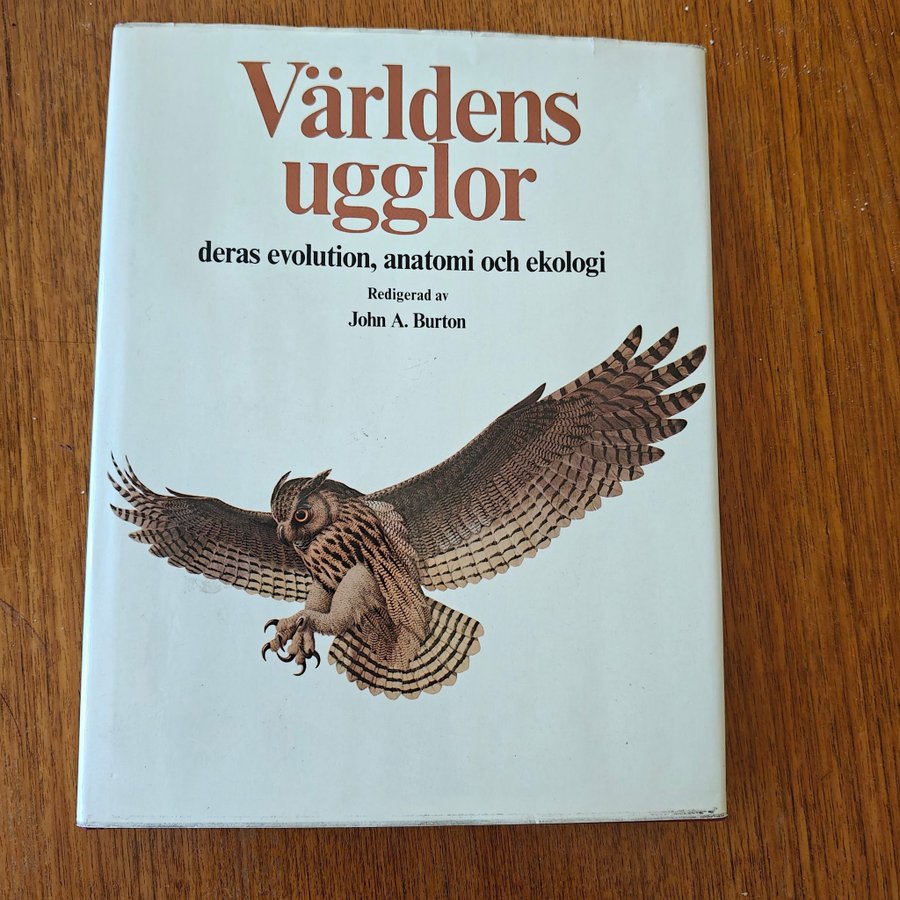 Världens
ugglor
deras evolution, anatomi och ekologi
Redigerad av
John A. Burton